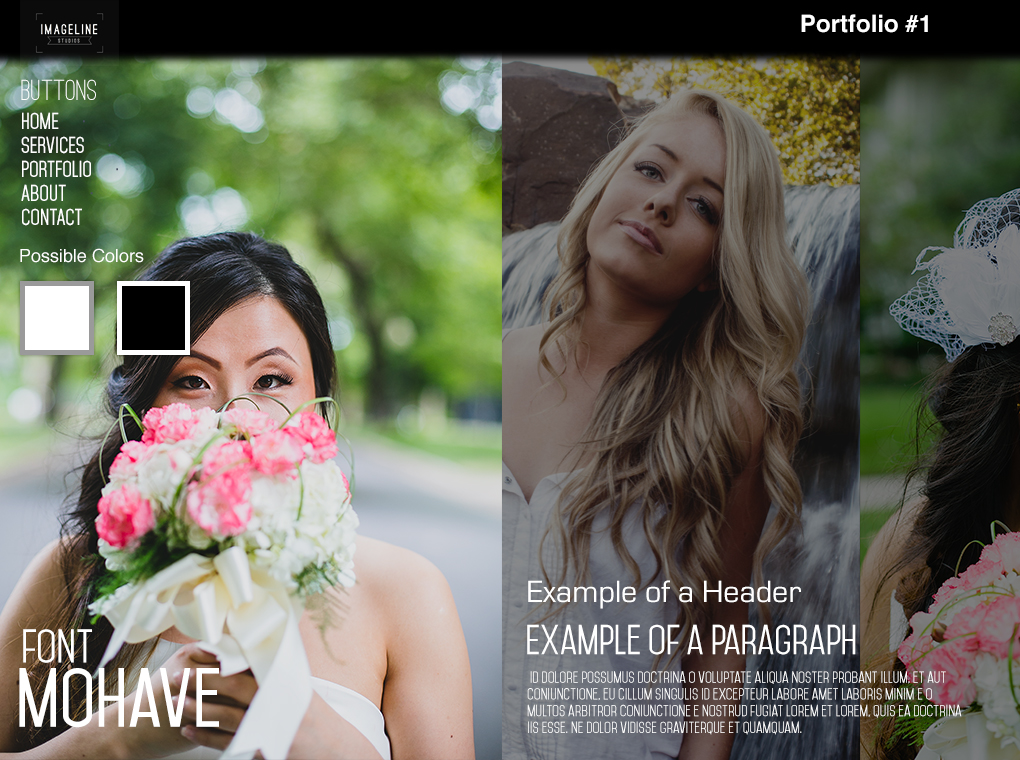 IMAGELINE
STUDIOS
Portfolio #1
BUTTONS
HOME
SERVICES
PORTFOLIO
ABOUT
CONTACT
Possible Colors
FONT
MOHAVE
Example of a Header
EXAMPLE OF A PARAGRAPH
ID DOLORE POSSUMUS DOCTRINA O VOLUPTATE ALIQUA NOSTER PROBANT ILLUM, ET AUT
CONIUNCTIONE, EU CILLUM SINGULIS ID EXCEPTEUR LABORE AMET LABORIS MINIM E O
MULTOS ARBITROR CONIUNCTIONE E NOSTRUD FUGIAT LOREM ET LOREM, QUIS EA DOCTRINA
IIS ESSE. NE DOLOR VIDISSE GRAVITERQUE ET QUAMQUAM.